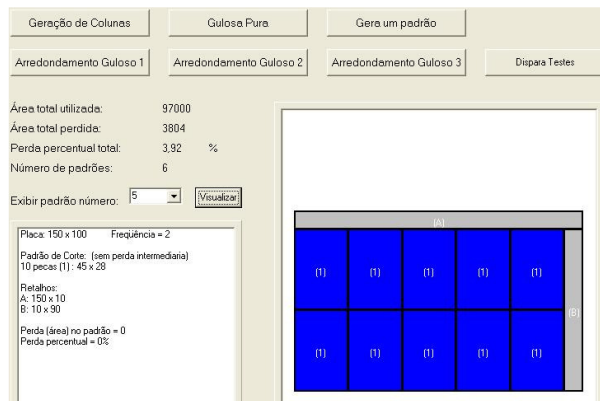 Geração de Colunas
Gulosa Pura
Gera um padrão
Arredondamento Guloso 1
Arredondamento Guloso 2
Arredondamento Guloso 3
Dispara Testes
Área total utilizada: 97000
Área total perdida: 3804
Perda percentual total: 3,92 %
Número de padrões: 6
Exibir padrão número: 5 Visualizar
Placa: 150 x 100 Freqüência = 2
Padrão de Corte: (sem perda intermediaria)
10 pecas (1) : 45 x 28
Retalhos:
A: 150 x 10
B: 10 x 90
Perda (área) no padrão = 0
Perda percentual = 0%
(A)
(1) (1) (1) (1) (1)
(B)
(1) (1) (1) (1) (1)